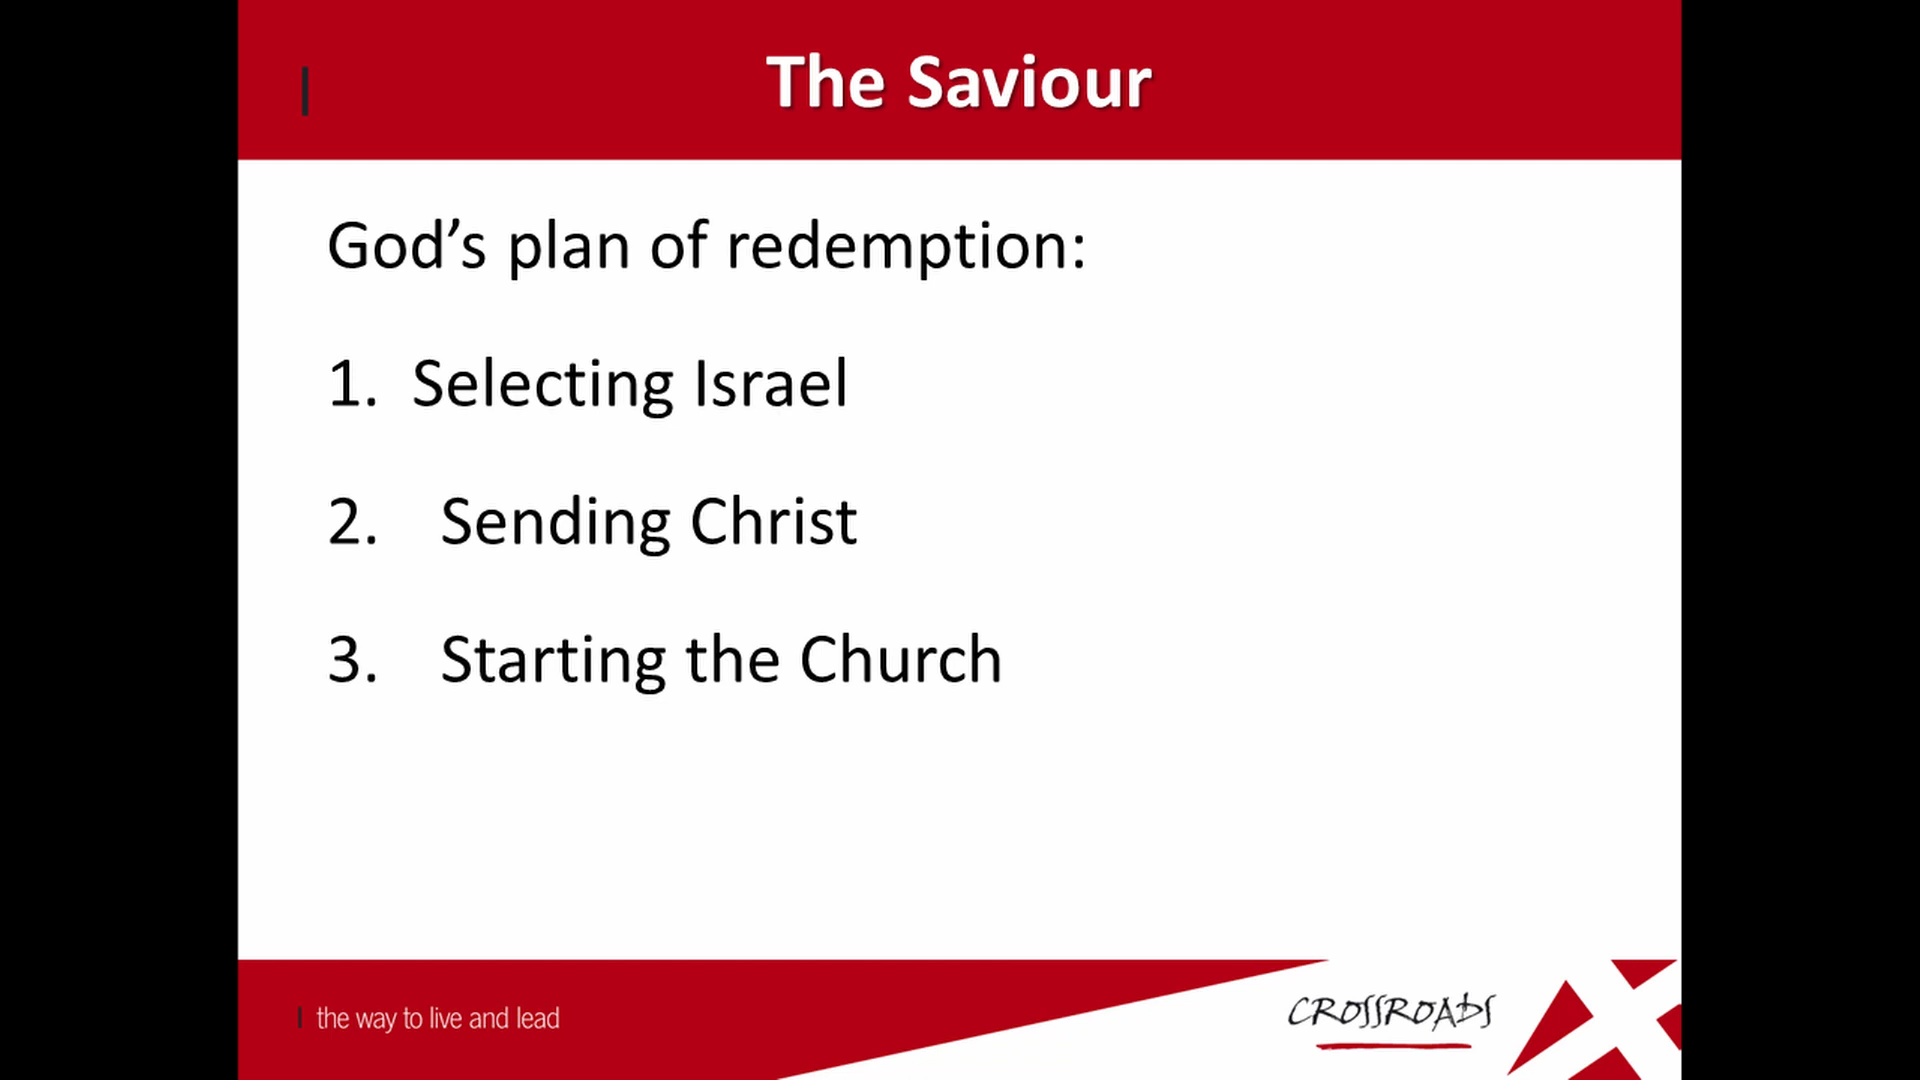 The Saviour
God’s plan of redemption:
1. Selecting Israel
2. Sending Christ
3. Starting the Church
the way to live and lead
CROSSROADS